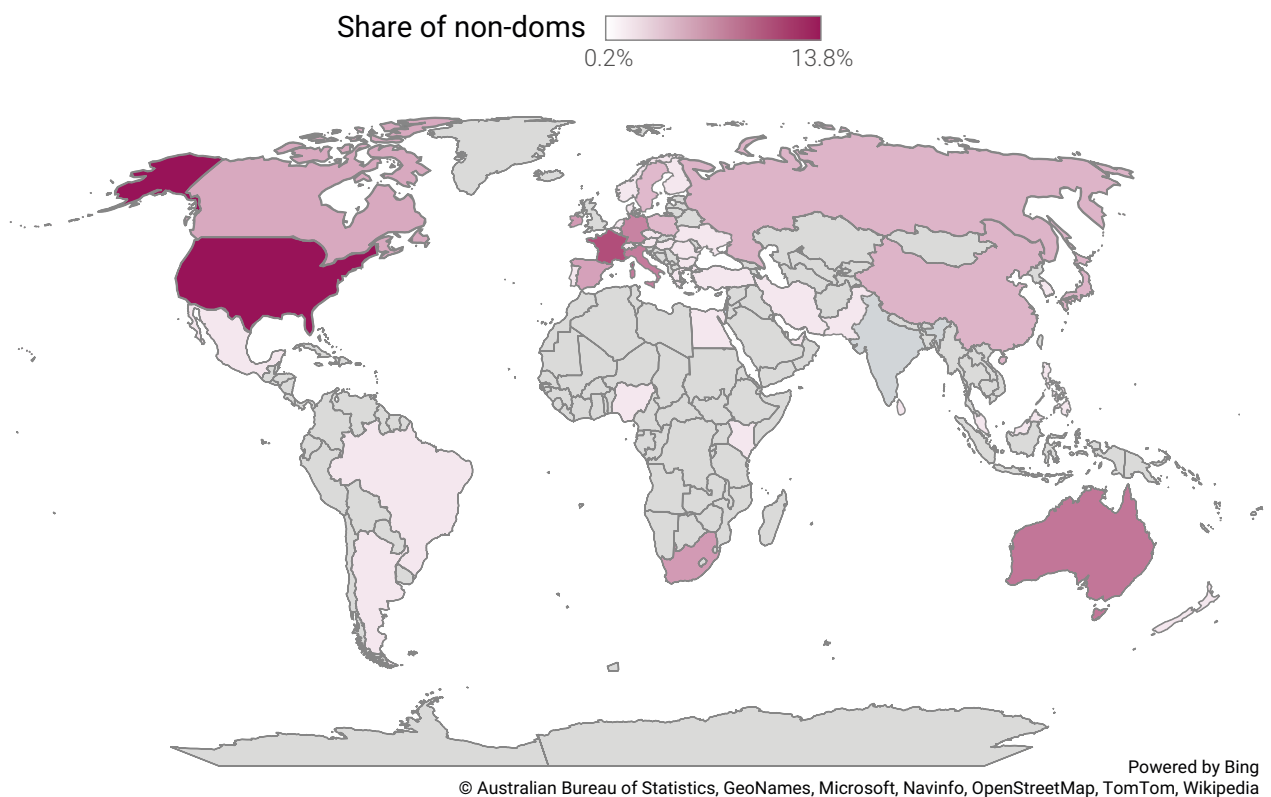 Share of non-doms
0.2%
13.8%
Powered by Bing
© Australian Bureau of Statistics, GeoNames, Microsoft, Navinfo, OpenStreetMap, TomTom, Wikipedia